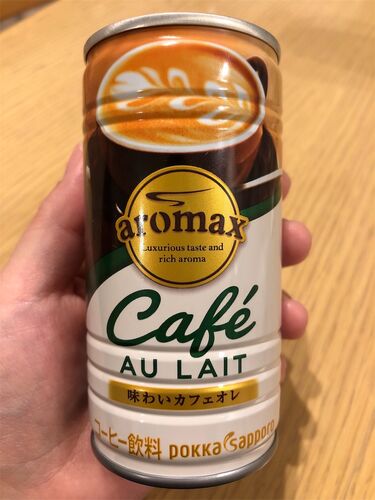 aromax
Luxurious taste and
rich aroma
Café
AU LAIT
味わいカフェオレ
コーヒー飲料 pokka sapporo